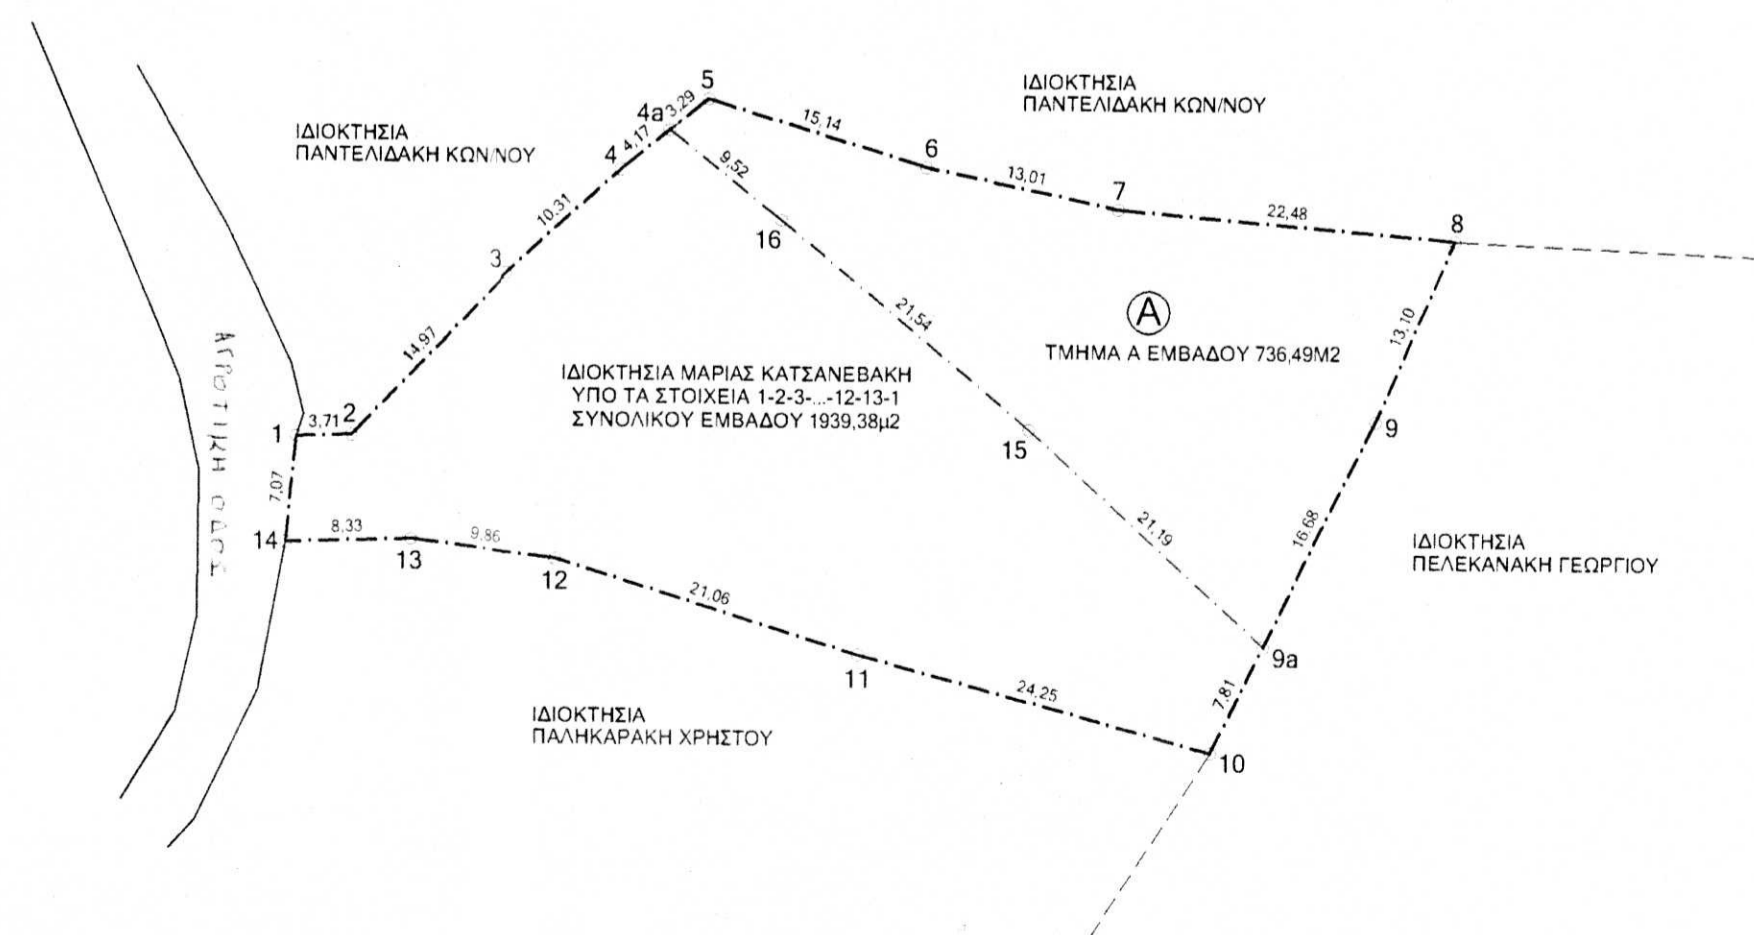 5
ΙΔΙΟΚΤΗΣΙΑ
ΠΑΝΤΕΛΙΔΑΚΗ ΚΩΝ/ΝΟΥ
4a
3,29
15,14
ΙΔΙΟΚΤΗΣΙΑ
ΠΑΝΤΕΛΙΔΑΚΗ ΚΩΝ/ΝΟΥ
4
4,17
9,52
6
13,01
7
22,48
8
10,31
16
3
21,54
13,10
A
ΤΜΗΜΑ Α ΕΜΒΑΔΟΥ 736,49Μ2
14,97
ΙΔΙΟΚΤΗΣΙΑ ΜΑΡΙΑΣ ΚΑΤΣΑΝΕΒΑΚΗ
ΥΠΟ ΤΑ ΣΤΟΙΧΕΙΑ 1-2-3-...-12-13-1
ΣΥΝΟΛΙΚΟΥ ΕΜΒΑΔΟΥ 1939,38μ2
ΑΓΡΟΤΙΚΗ ΟΔΟΣ
1
3,71
2
15
9
7,07
16,68
21,19
14
8,33
13
9,86
12
21,06
ΙΔΙΟΚΤΗΣΙΑ
ΠΕΛΕΚΑΝΑΚΗ ΓΕΩΡΓΙΟΥ
11
24,25
9a
7,81
10
ΙΔΙΟΚΤΗΣΙΑ
ΠΑΛΗΚΑΡΑΚΗ ΧΡΗΣΤΟΥ